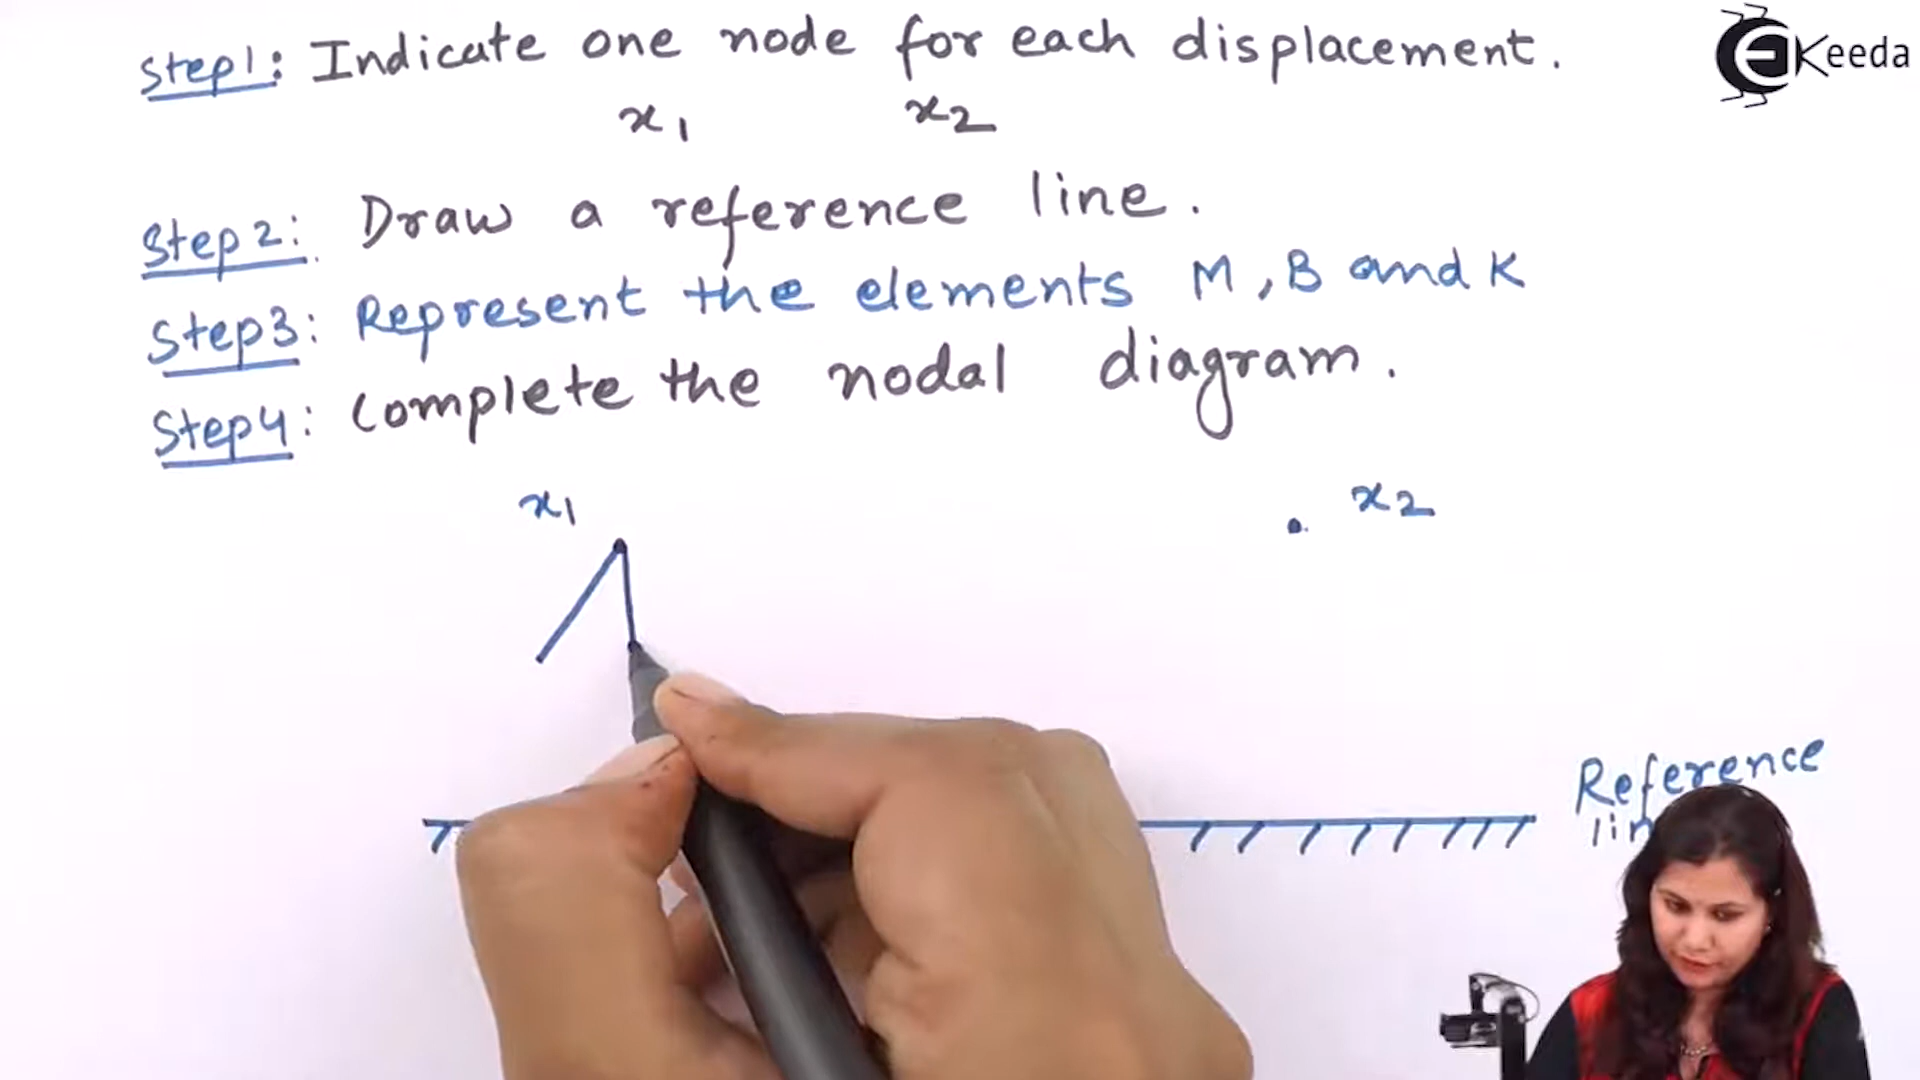 Step1: Indicate one node for each displacement.
x1 x2
Step2: Draw a reference line.
Step3: Represent the elements M, B and K
Step4: Complete the nodal diagram.
x1 x2
Reference
EKeeda